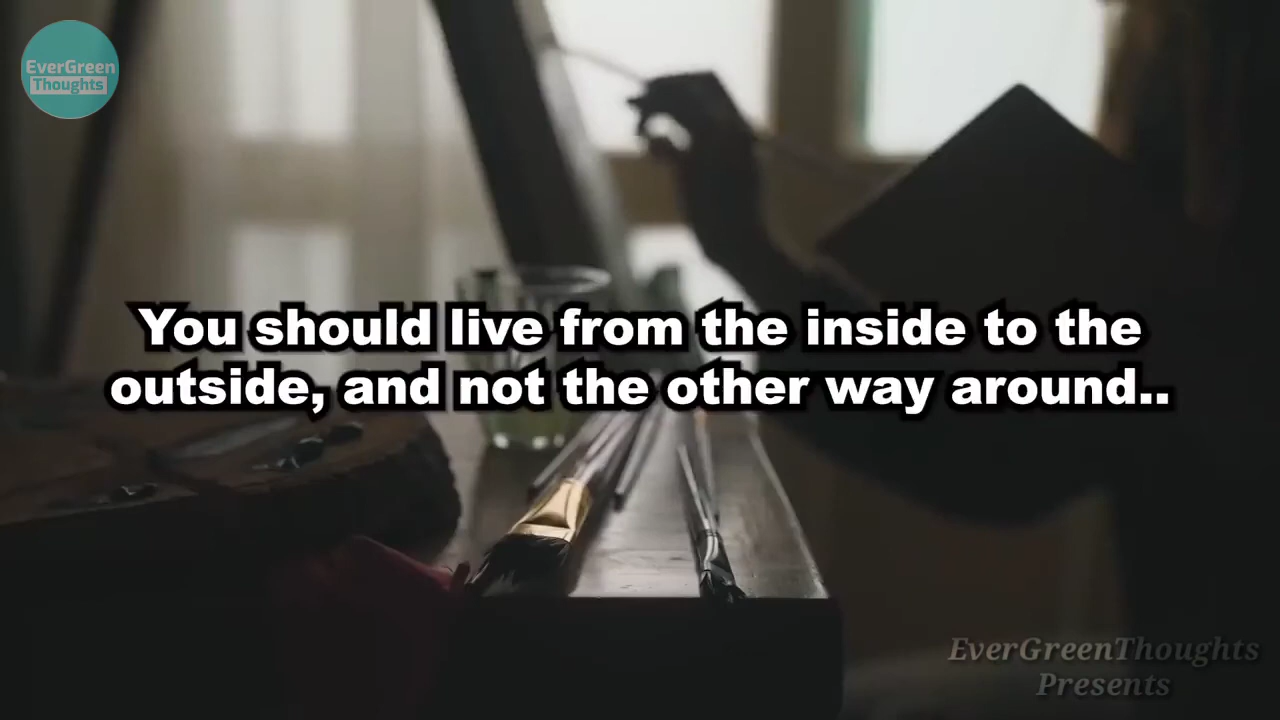 EverGreen
Thoughts
You should live from the inside to the
outside, and not the other way around..
EverGreenThoughts
Presents